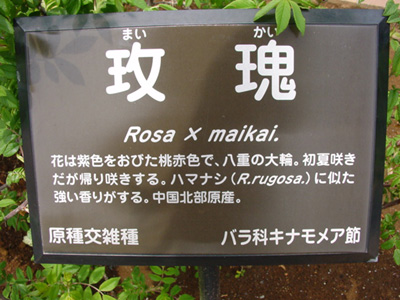 まい かい
玫 瑰
Rosa × maikai.
花は紫色をおびた桃赤色で、八重の大輪。初夏咲き
だが帰り咲きする。ハマナシ（R.rugosa.）に似た
強い香りがする。中国北部原産。
原種交雑種 バラ科キナモメア節